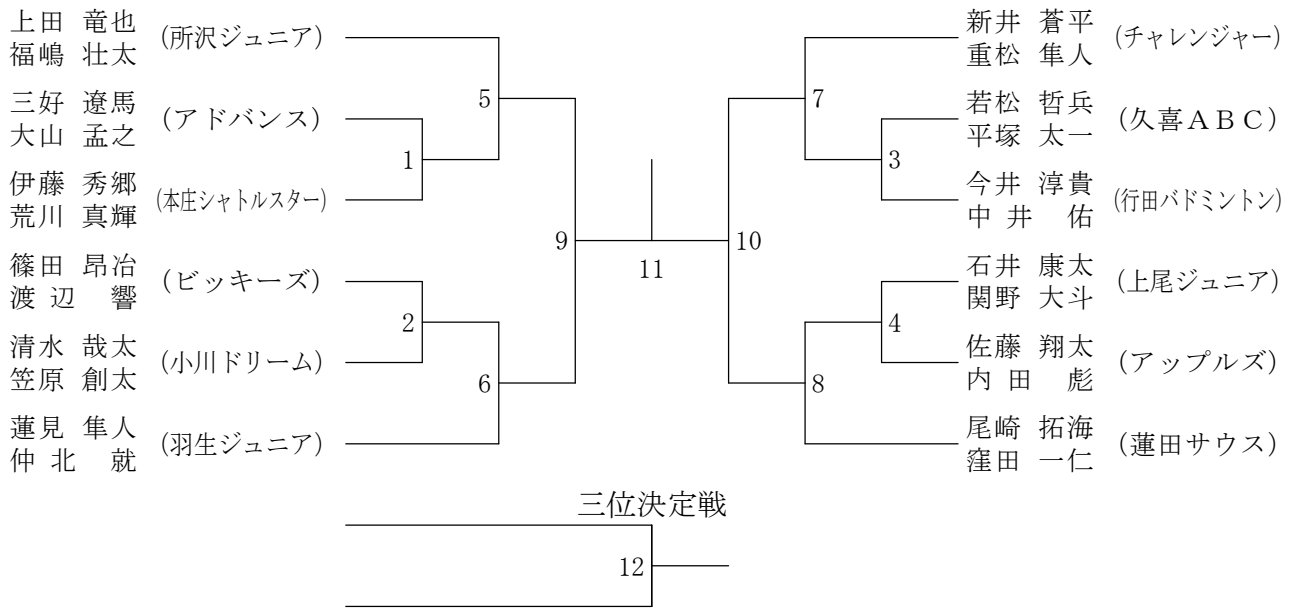 上田 竜也
福嶋 壮太
(所沢ジュニア)
三好 遼馬
大山 孟之
(アドバンス)
伊藤 秀郷
荒川 真輝
(本庄シャトルスター)
篠田 昂冶
渡辺 響
(ビッキーズ)
清水 哉太
笠原 創太
(小川ドリーム)
蓮見 隼人
仲北 就
(羽生ジュニア)
5
1
2
6
9
11
10
7
3
4
8
新井 蒼平
重松 隼人
(チャレンジャー)
若松 哲兵
平塚 太一
(久喜ABC)
今井 淳貴
中井 佑
(行田バドミントン)
石井 康太
関野 大斗
(上尾ジュニア)
佐藤 翔太
内田 彪
(アップルズ)
尾崎 拓海
窪田 一仁
(蓮田サウス)
三位決定戦
12